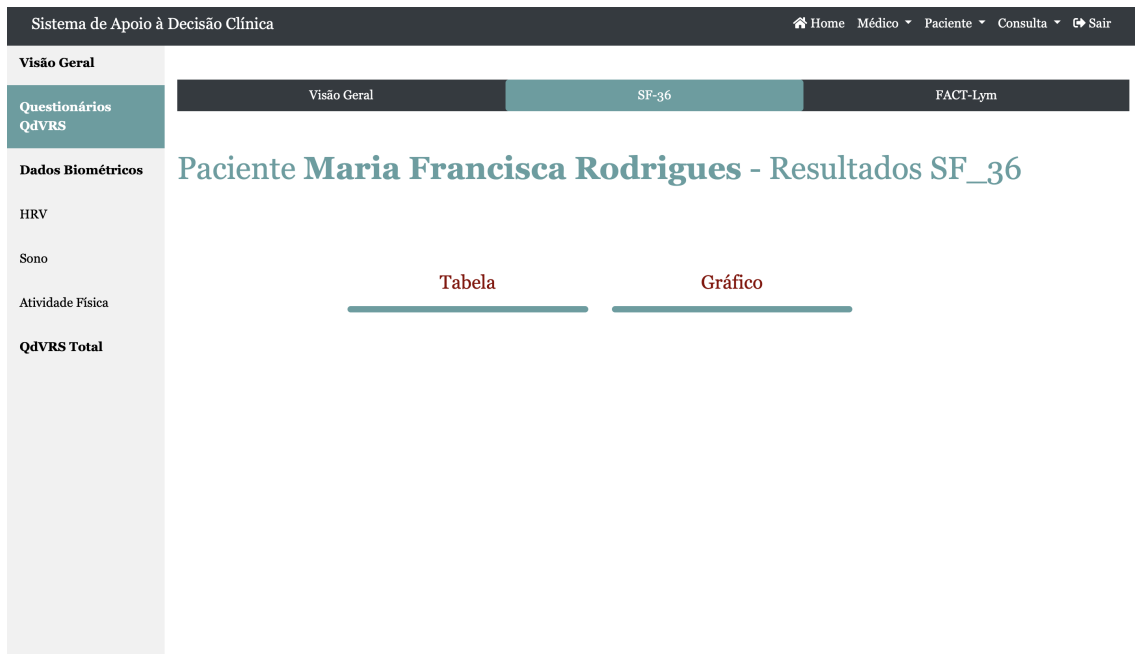 Sistema de Apoio à Decisão Clínica
Home Médico Paciente Consulta Sair
Visão Geral
Questionários
QdVRS
Dados Biométricos
HRV
Sono
Atividade Física
QdVRS Total
Visão Geral SF-36 FACT-Lym
Paciente Maria Francisca Rodrigues - Resultados SF_36
Tabela Gráfico